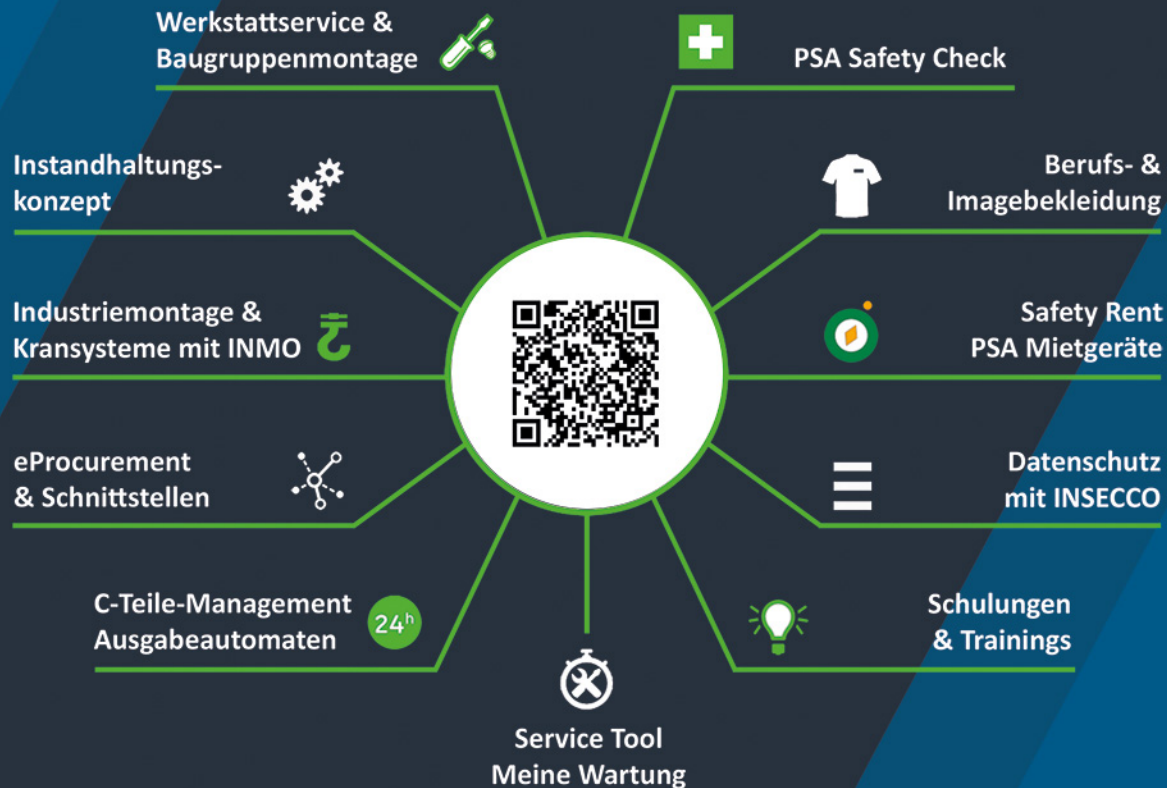 Werkstattservice &
Baugruppenmontage
PSA Safety Check
Instandhaltungs-
konzept
Berufs- &
Imagebekleidung
Industriemontage &
Kransysteme mit INMO
Safety Rent
PSA Mietgeräte
eProcurement
& Schnittstellen
Datenschutz
mit INSECCO
C-Teile-Management
Ausgabeautomaten
24h
Schulungen
& Trainings
Service Tool
Meine Wartung